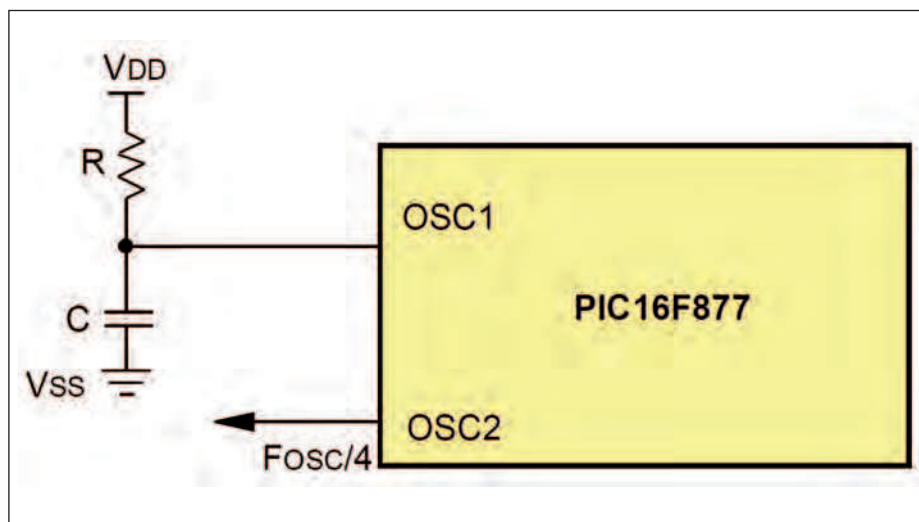 VDD
R
OSC1
PIC16F877
C
VSS
OSC2
FOSC/4